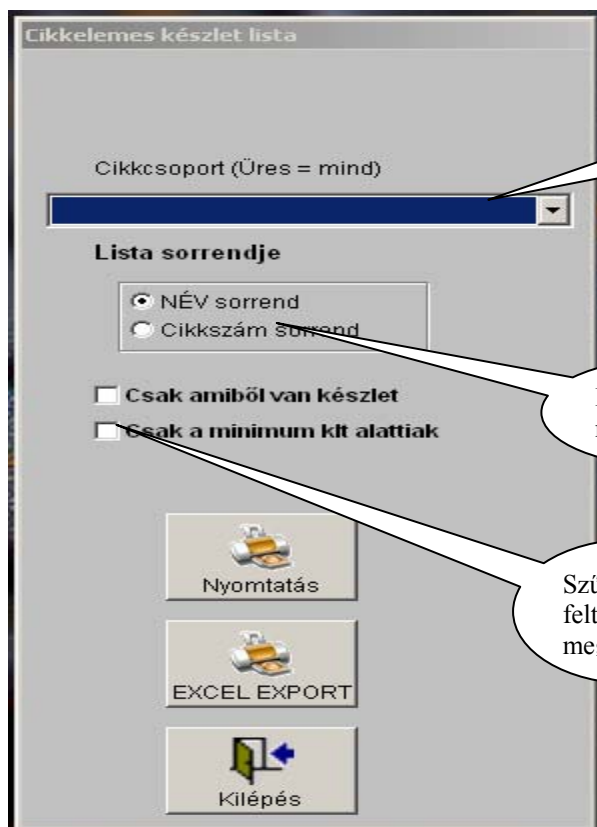 Cikkelemes készlet lista
Cikkcsoport (Üres = mind)
Lista sorrendje
NÉV sorrend
Cikkszám sorrend
Csak amiből van készlet
Csak a minimum klt alattiak
Nyomtatás
EXCEL EXPORT
Kilépés